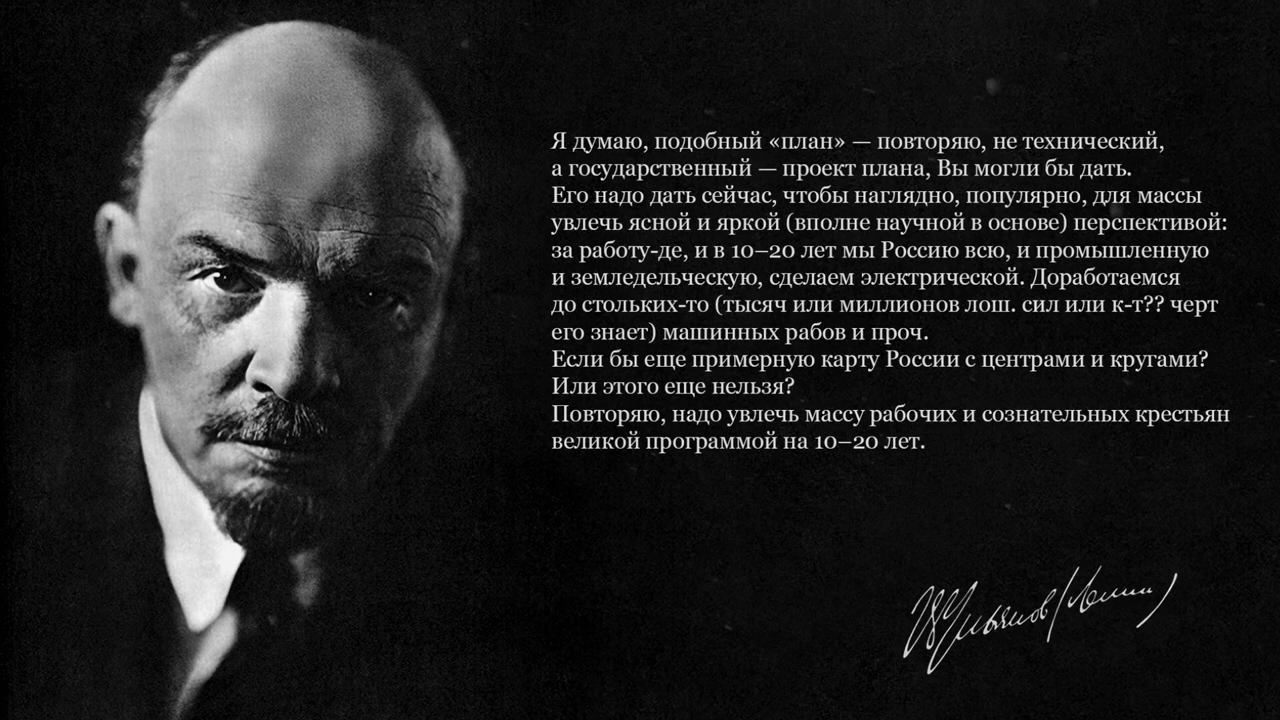 Я думаю, подобный «план» — повторяю, не технический,
а государственный — проект плана, Вы могли бы дать.
Его надо дать сейчас, чтобы наглядно, популярно, для массы
увлечь ясной и яркой (вполне научной в основе) перспективой:
за работу-де, и в 10–20 лет мы Россию всю, и промышленную
и земледельческую, сделаем электрической. Доработаемся
до стольких-то (тысяч или миллионов лош. сил или к-т?? черт
его знает) машинных рабов и проч.
Если бы еще примерную карту России с центрами и кругами?
Или этого еще нельзя?
Повторяю, надо увлечь массу рабочих и сознательных крестьян
великой программой на 10–20 лет.
В Ульянов (Ленин)